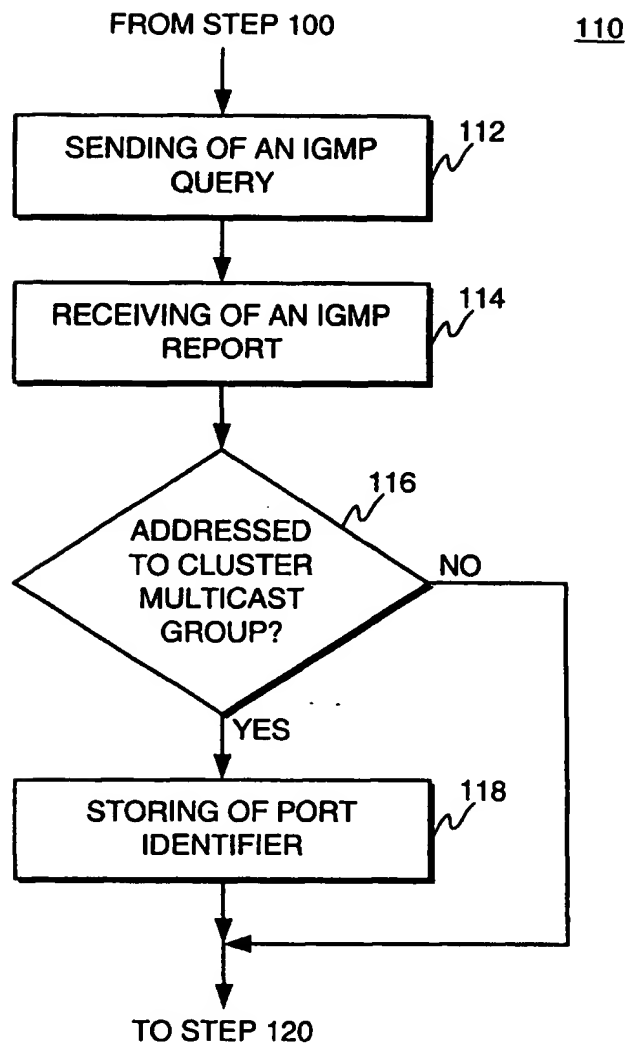 FROM STEP 100
110
SENDING OF AN IGMP
QUERY
112
RECEIVING OF AN IGMP
REPORT
114
116
ADDRESSED
TO CLUSTER
MULTICAST
GROUP?
NO
YES
STORING OF PORT
IDENTIFIER
118
TO STEP 120